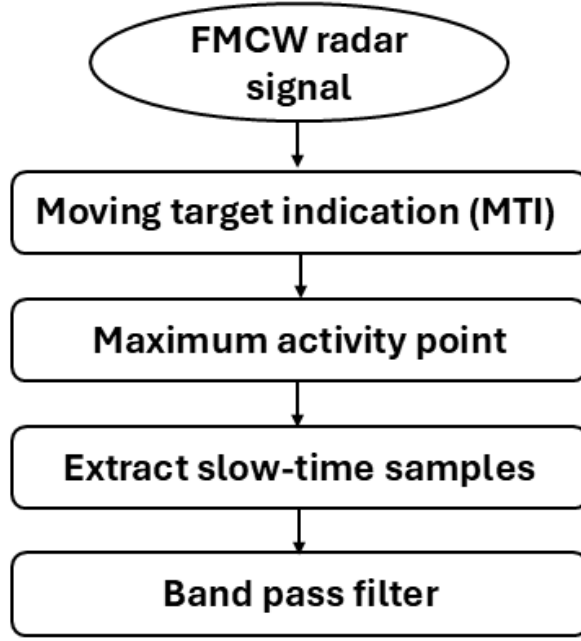 FMCW radar
signal
Moving target indication (MTI)
Maximum activity point
Extract slow-time samples
Band pass filter